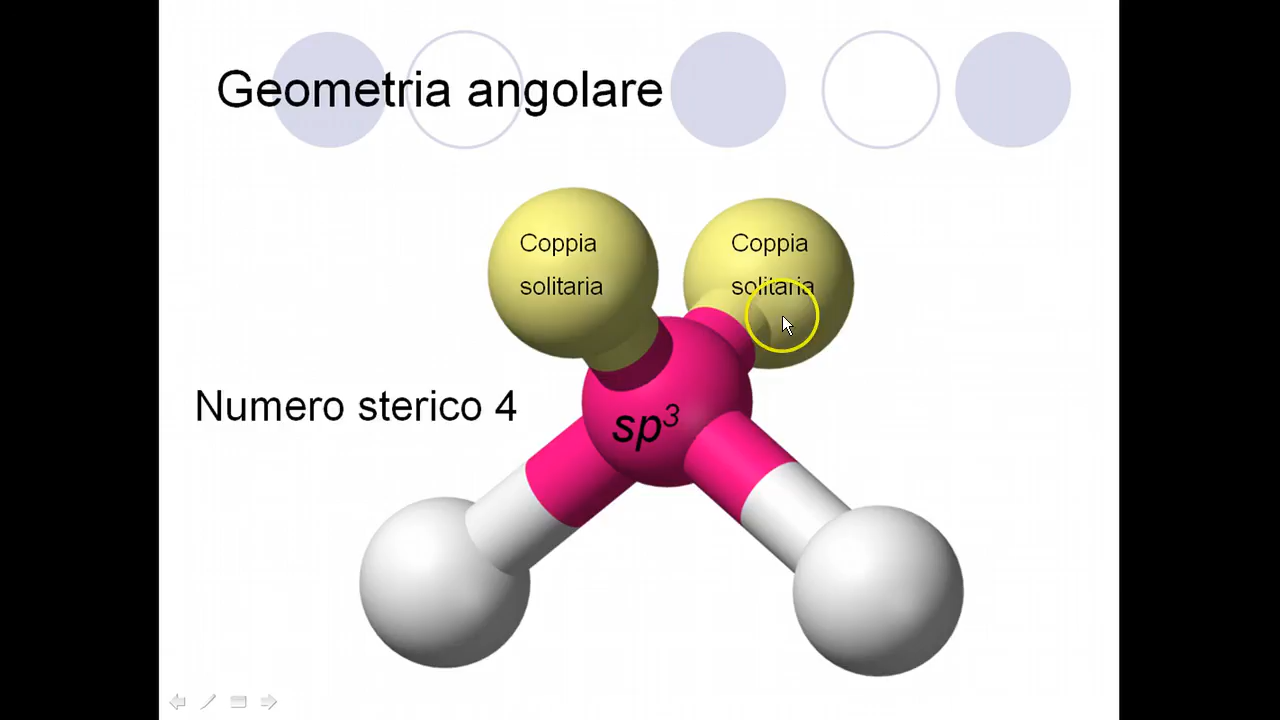 Geometria angolare
Coppia
solitaria
Coppia
solitaria
Numero sterico 4
sp³